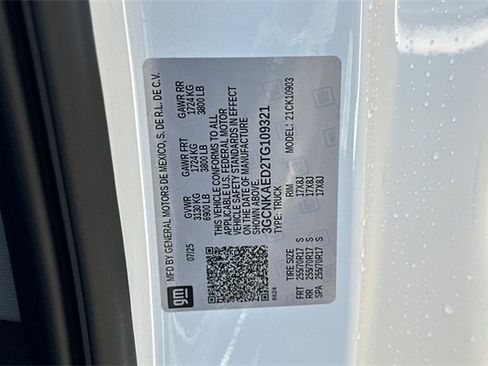 MFD BY GENERAL MOTORS DE MEXICO, S. DE R.L. DE C.V.
07/25
GVWR
3130 KG
6900 LB
GAWR FRT
1724 KG
3800 LB
GAWR RR
1724 KG
3800 LB
THIS VEHICLE CONFORMS TO ALL
APPLICABLE U.S. FEDERAL MOTOR
VEHICLE SAFETY STANDARDS IN EFFECT
ON THE DATE OF MANUFACTURE
SHOWN ABOVE.
3GCNKAED2TG109321
TYPE: TRUCK
MODEL: 21CK10903
gm
8624
TIRE SIZE S RIM
FRT 255/70R17 S 17X8J
RR 255/70R17 S 17X8J
SPA 255/70R17 S 17X8J